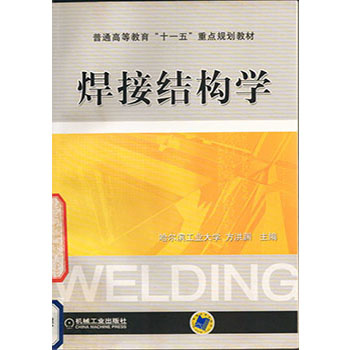 普通高等教育“十一五”重点规划教材
焊接结构学
哈尔滨工业大学 方洪渊 主编
WELDING
机械工业出版社
CHINA MACHINE PRESS